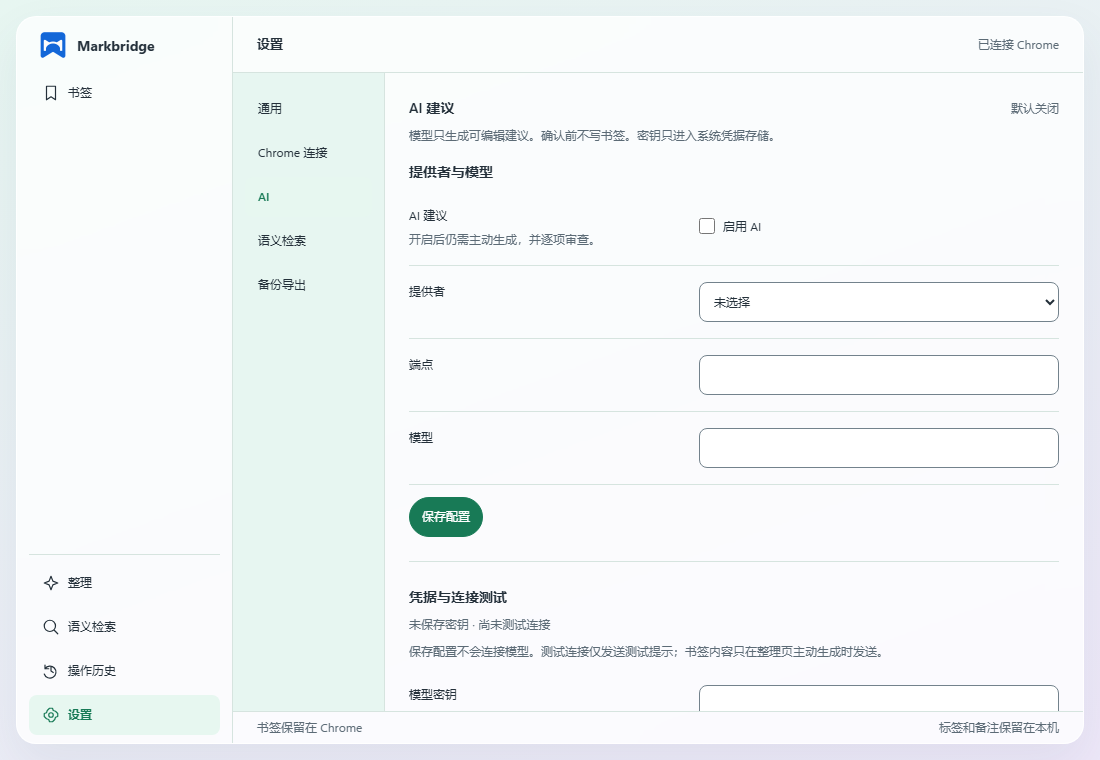 Markbridge
书签
整理
语义检索
操作历史
设置
设置
已连接 Chrome
通用
Chrome 连接
AI
语义检索
备份导出
AI 建议
默认关闭
模型只生成可编辑建议。确认前不写书签。密钥只进入系统凭据存储。
提供者与模型
AI 建议
开启后仍需主动生成，并逐项审查。
启用 AI
提供者
未选择
端点
模型
保存配置
凭据与连接测试
未保存密钥 · 尚未测试连接
保存配置不会连接模型。测试连接仅发送测试提示；书签内容只在整理页主动生成时发送。
模型密钥
书签保留在 Chrome
标签和备注保留在本机